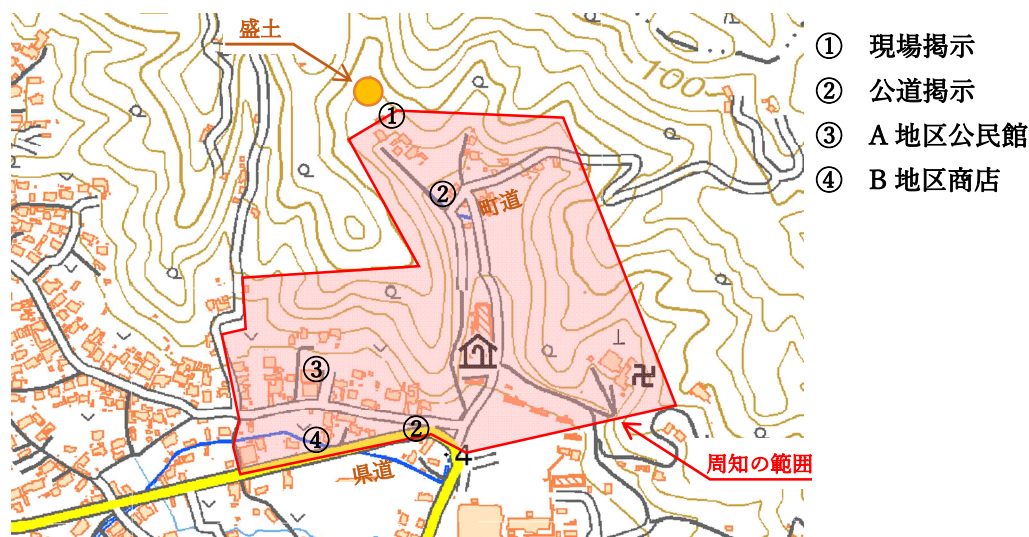 盛土
① 現場掲示
② 公道掲示
③ A 地区公民館
④ B 地区商店
100
①
②
町道
③
②
④
4
県道
周知の範囲